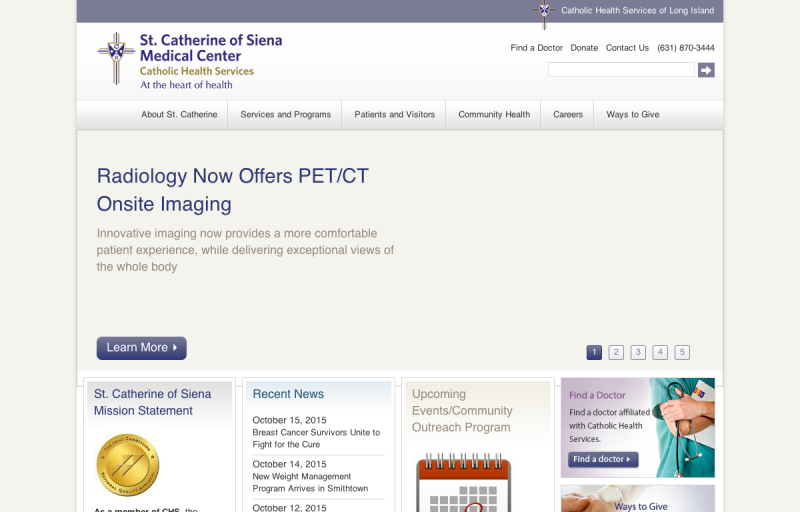 Catholic Health Services of Long Island
St. Catherine of Siena
Medical Center
Catholic Health Services
At the heart of health
Find a Doctor Donate Contact Us (631) 870-3444
About St. Catherine Services and Programs Patients and Visitors Community Health Careers Ways to Give
Radiology Now Offers PET/CT
Onsite Imaging
Innovative imaging now provides a more comfortable
patient experience, while delivering exceptional views of
the whole body
Learn More
1 2 3 4 5
St. Catherine of Siena
Mission Statement
As a member of CHS, the
Recent News
October 15, 2015
Breast Cancer Survivors Unite to
Fight for the Cure
October 14, 2015
New Weight Management
Program Arrives in Smithtown
October 12, 2015
Upcoming
Events/Community
Outreach Program
Find a Doctor
Find a doctor affiliated
with Catholic Health
Services.
Find a doctor
Ways to Give